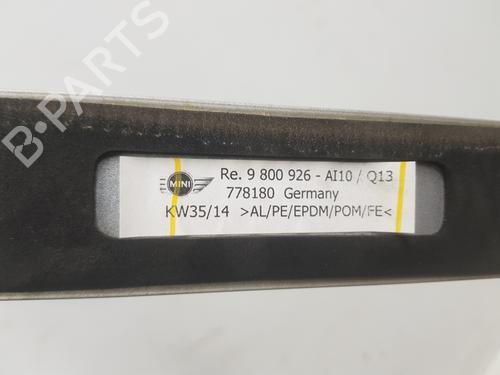 B-PARTS
MINI
Re. 9 800 926 - AI10 / Q13
778180 Germany
KW35/14 >AL/PE/EPDM/POM/FE<